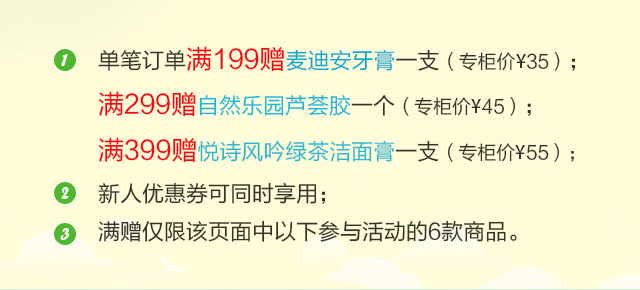 1 单笔订单满199赠麦迪安牙膏一支（专柜价¥35）；
满299赠自然乐园芦荟胶一个（专柜价¥45）；
满399赠悦诗风吟绿茶洁面膏一支（专柜价¥55）；
2 新人优惠券可同时享用；
3 满赠仅限该页面中以下参与活动的6款商品。